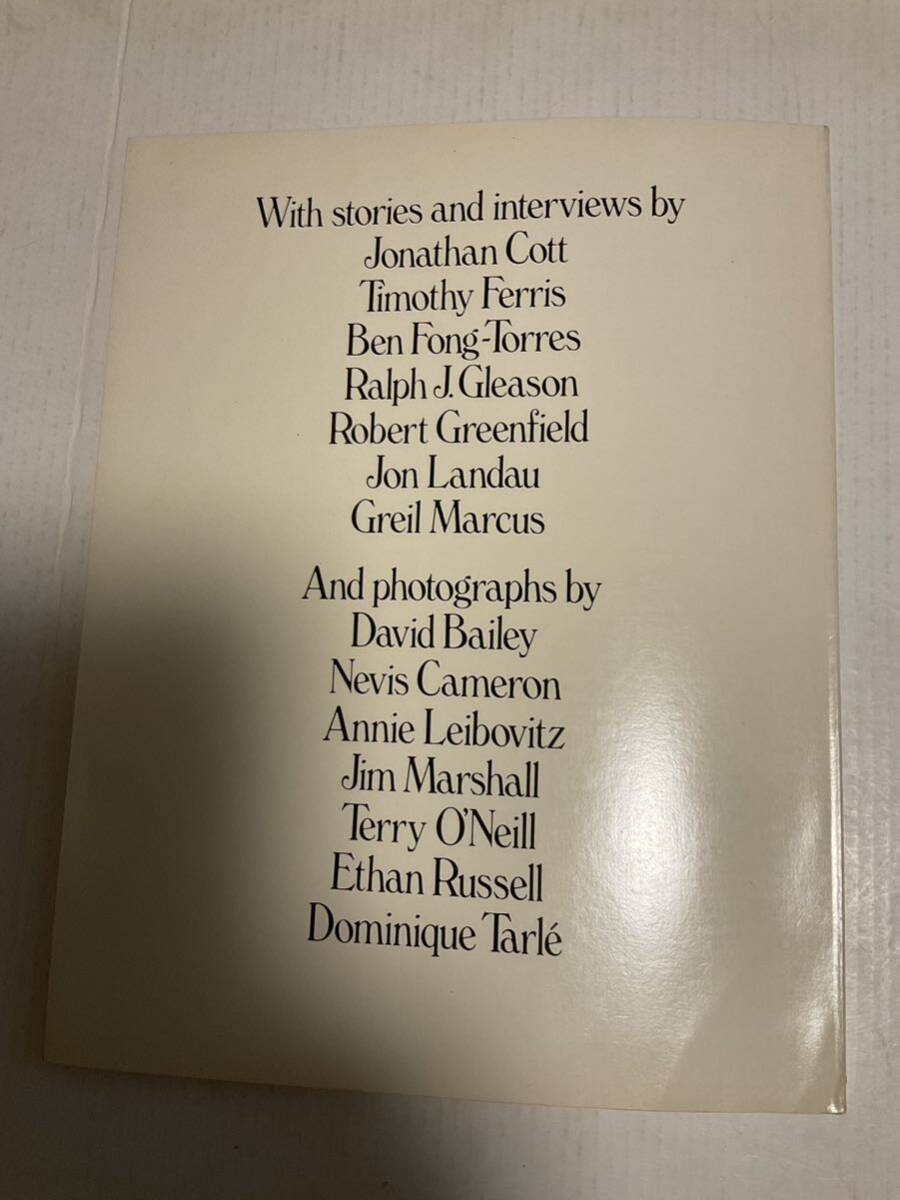 With stories and interviews by
Jonathan Cott
Timothy Ferris
Ben Fong-Torres
Ralph J. Gleason
Robert Greenfield
Jon Landau
Greil Marcus
And photographs by
David Bailey
Nevis Cameron
Annie Leibovitz
Jim Marshall
Terry O'Neill
Ethan Russell
Dominique Tarlé